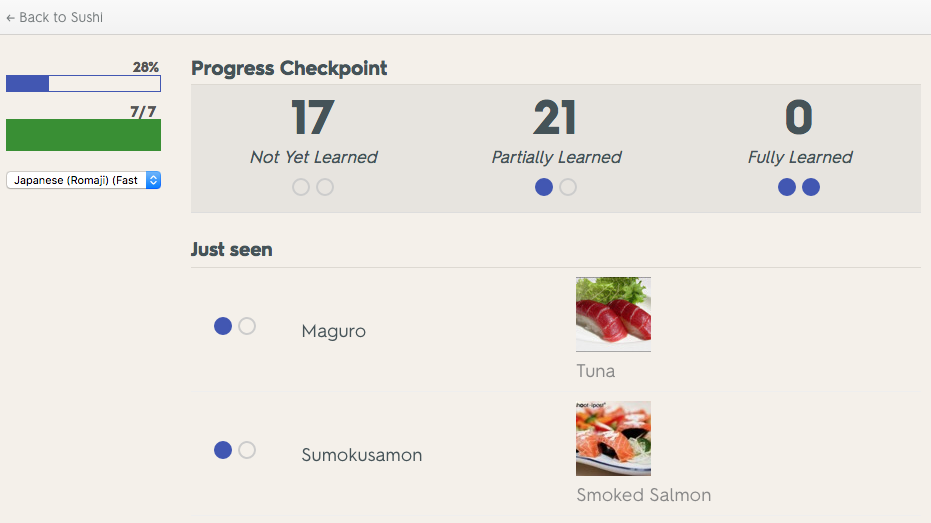 ← Back to Sushi
28%
7/7
Japanese (Romaji) (Fast
Progress Checkpoint
17
Not Yet Learned
21
Partially Learned
0
Fully Learned
Just seen
Maguro
Tuna
Sumokusamon
Smoked Salmon